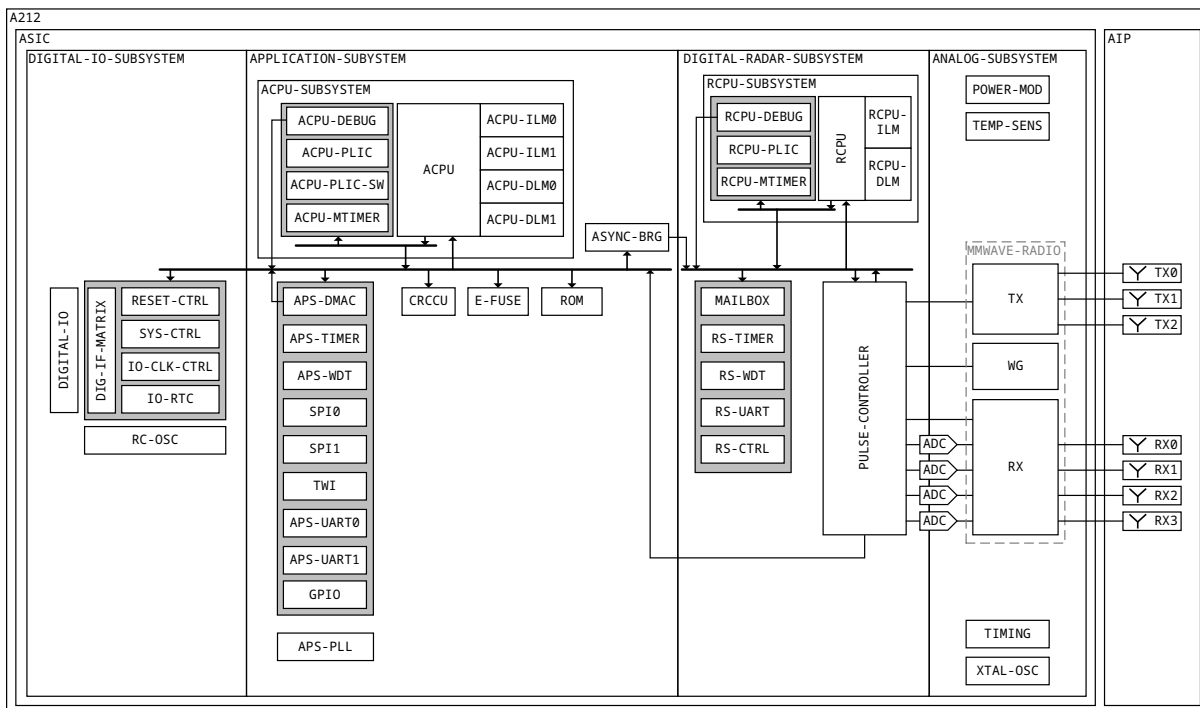 A212
ASIC
AIP
DIGITAL-IO-SUBSYSTEM
APPLICATION-SUBYSTEM
DIGITAL-RADAR-SUBSYSTEM
ANALOG-SUBSYSTEM
ACPU-SUBSYSTEM
ACPU-DEBUG
ACPU-PLIC
ACPU-PLIC-SW
ACPU-MTIMER
ACPU
ACPU-ILM0
ACPU-ILM1
ACPU-DLM0
ACPU-DLM1
RCPU-SUBSYSTEM
RCPU-DEBUG
RCPU-PLIC
RCPU-MTIMER
RCPU
RCPU-
ILM
RCPU-
DLM
POWER-MOD
TEMP-SENS
ASYNC-BRG
DIGITAL-IO
DIG-IF-MATRIX
RESET-CTRL
SYS-CTRL
IO-CLK-CTRL
IO-RTC
RC-OSC
APS-DMAC
APS-TIMER
APS-WDT
SPI0
SPI1
TWI
APS-UART0
APS-UART1
GPIO
APS-PLL
CRCCU
E-FUSE
ROM
MAILBOX
RS-TIMER
RS-WDT
RS-UART
RS-CTRL
PULSE-CONTROLLER
ADC
ADC
ADC
ADC
MMWAVE-RADIO
TX
WG
RX
TX0
TX1
TX2
RX0
RX1
RX2
RX3
TIMING
XTAL-OSC